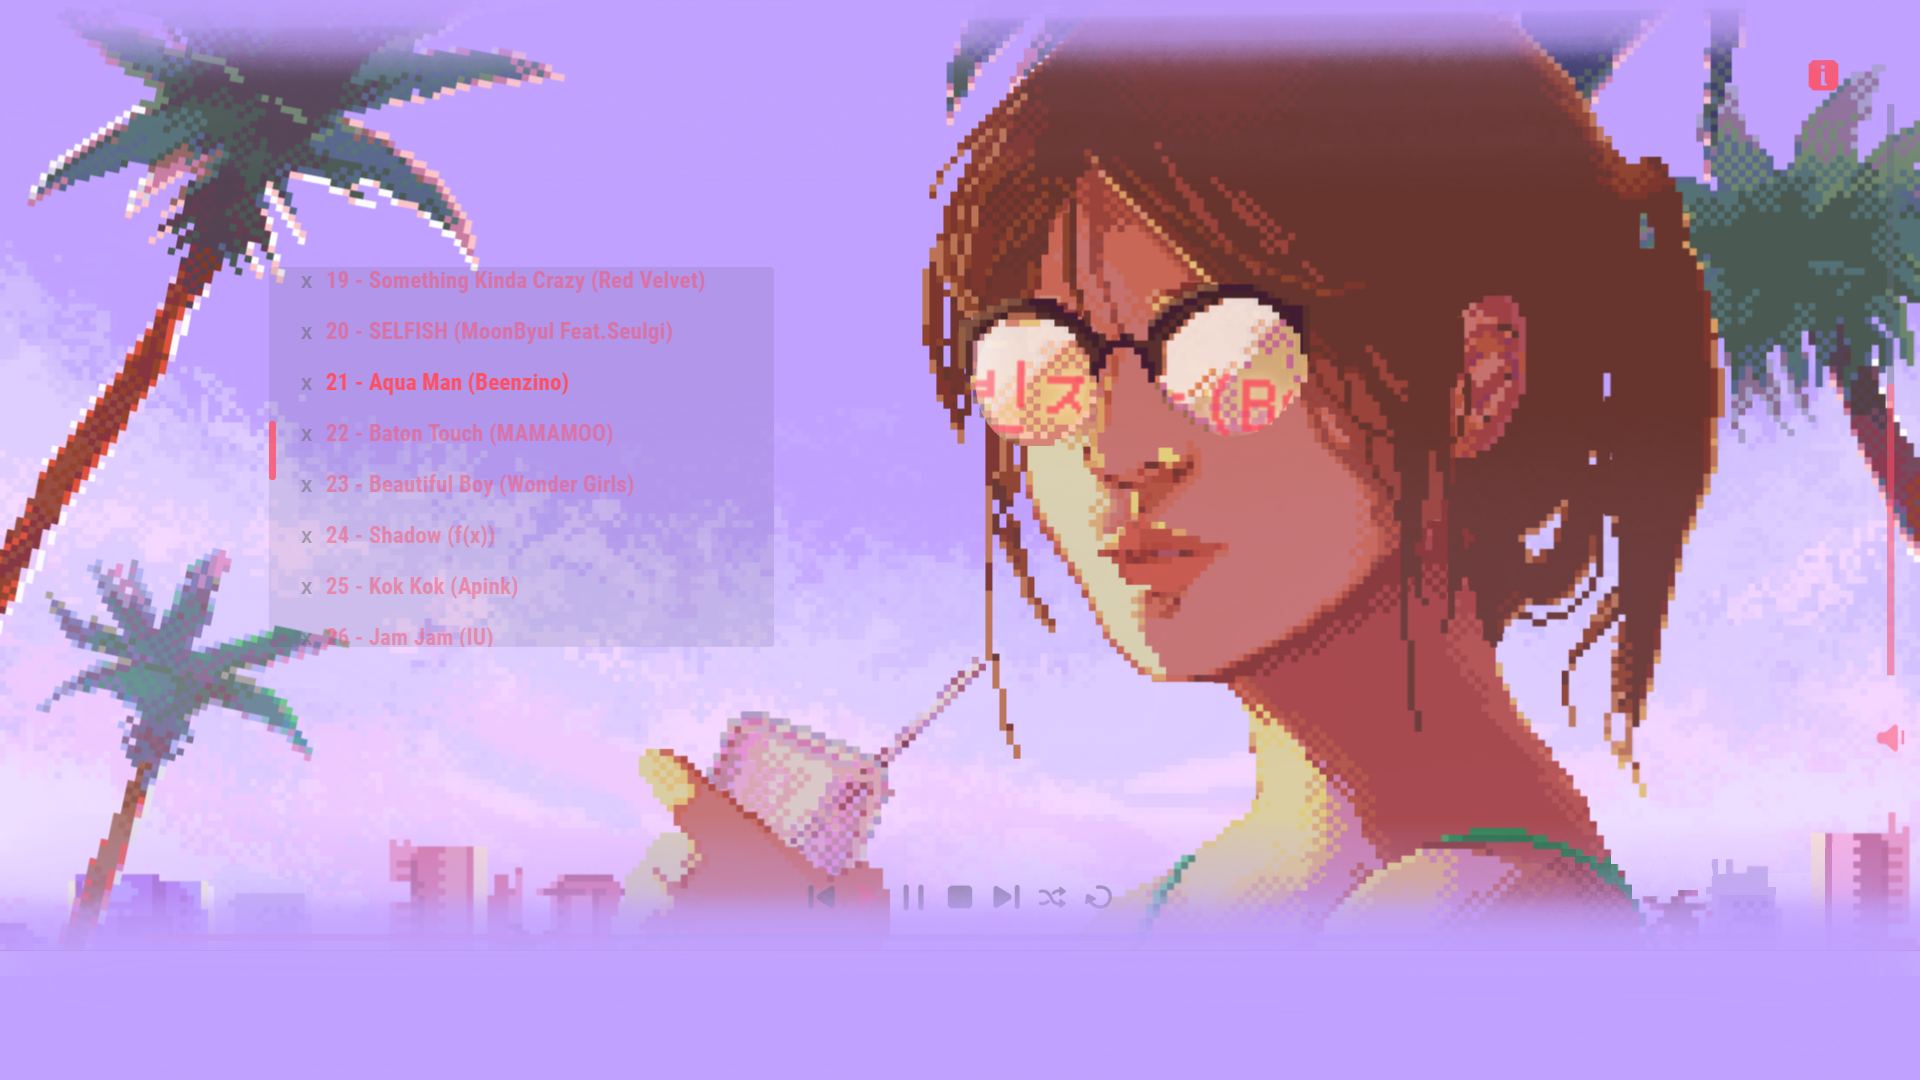 i
x 19 - Something Kinda Crazy (Red Velvet)
x 20 - SELFISH (MoonByul Feat.Seulgi)
x 21 - Aqua Man (Beenzino)
x 22 - Baton Touch (MAMAMOO)
x 23 - Beautiful Boy (Wonder Girls)
x 24 - Shadow (f(x))
x 25 - Kok Kok (Apink)
x 26 - Jam Jam (IU)
스
(B